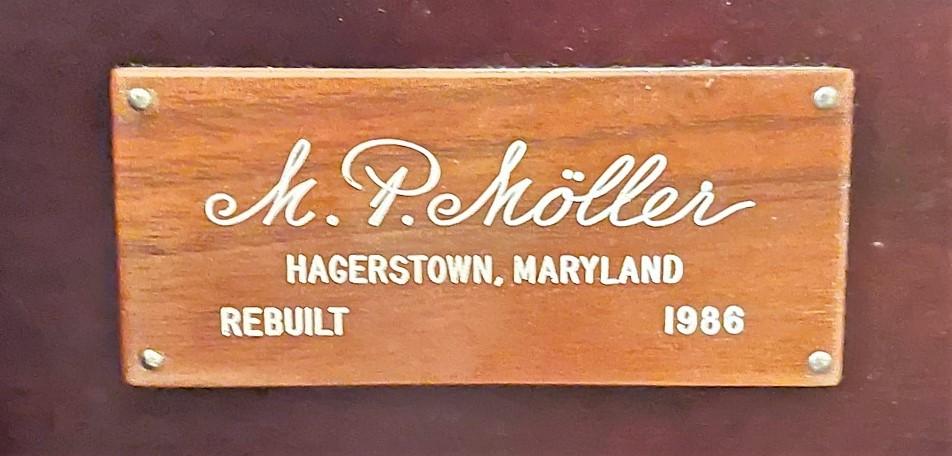 M. P. Möller
HAGERSTOWN, MARYLAND
REBUILT 1986